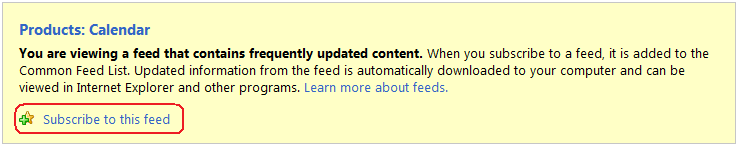 Products: Calendar
You are viewing a feed that contains frequently updated content. When you subscribe to a feed, it is added to the
Common Feed List. Updated information from the feed is automatically downloaded to your computer and can be
viewed in Internet Explorer and other programs. Learn more about feeds.
Subscribe to this feed